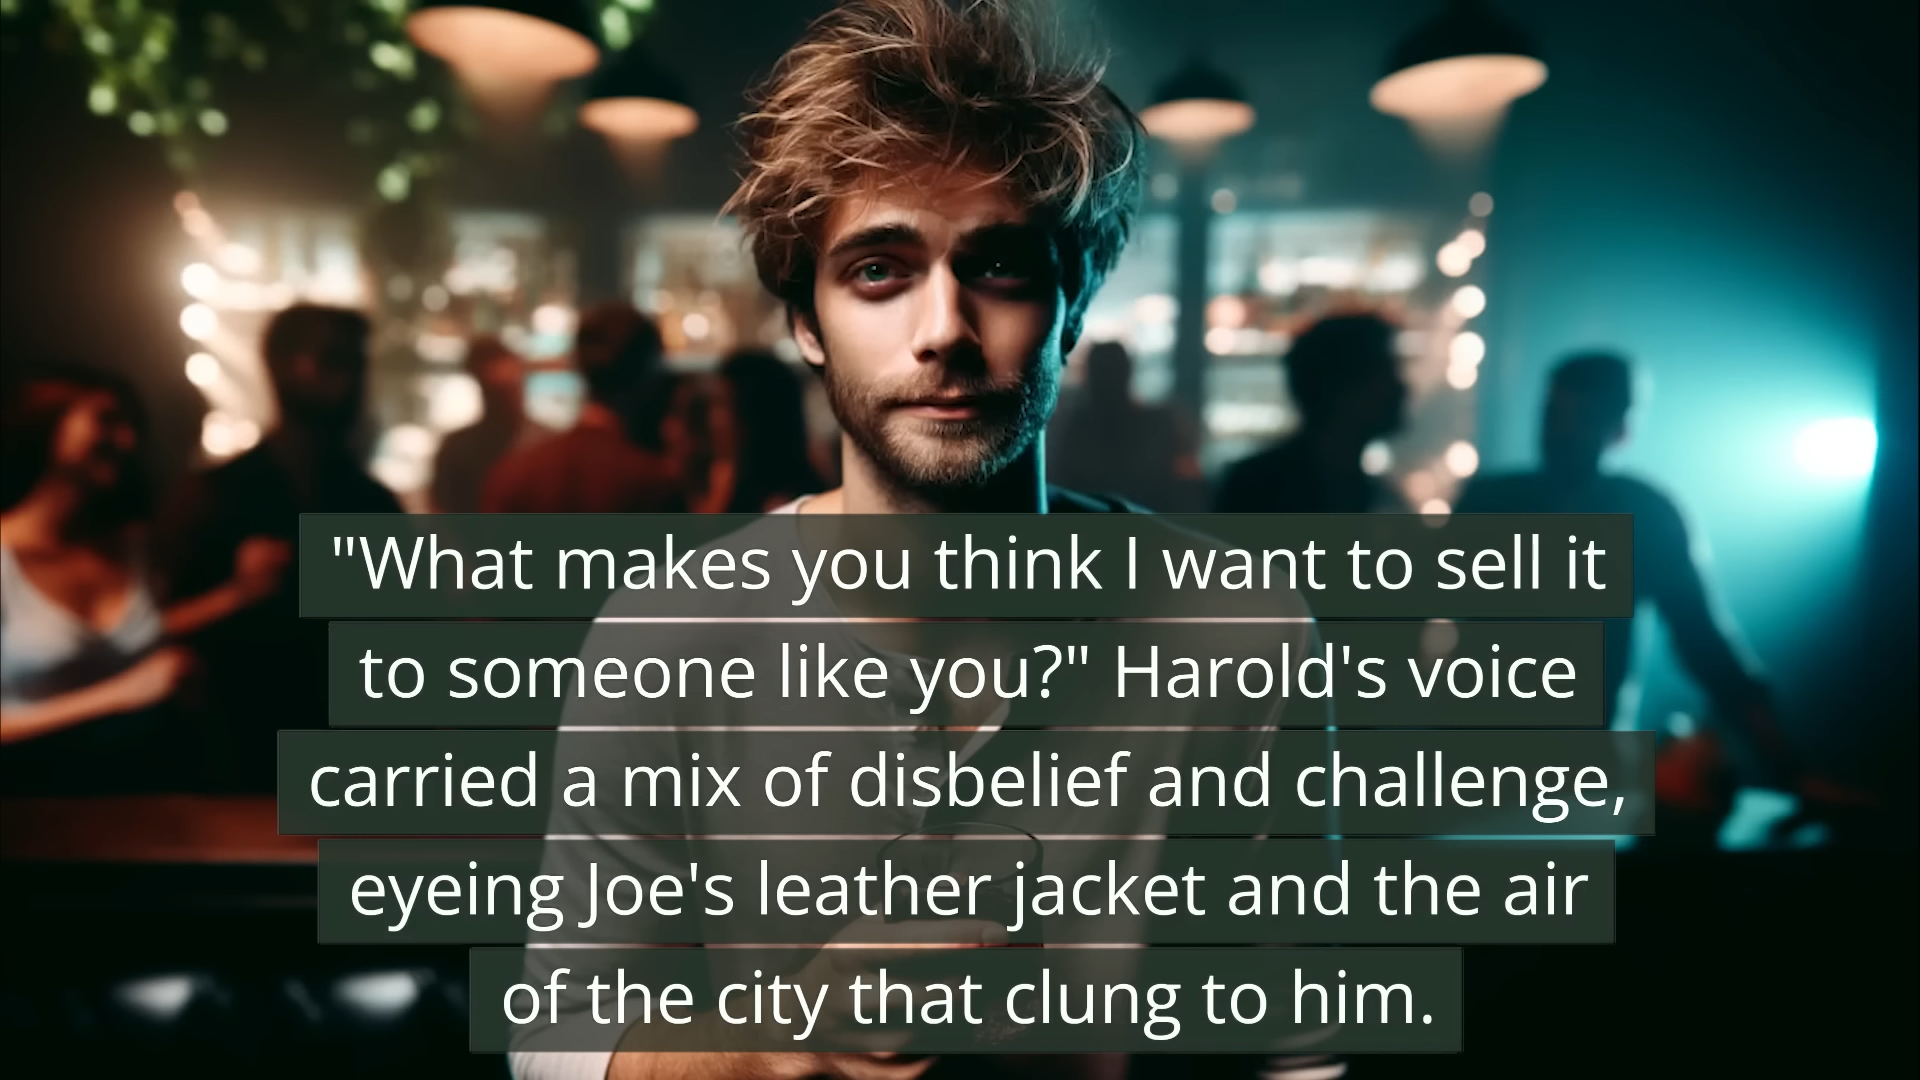 "What makes you think I want to sell it
to someone like you?" Harold's voice
carried a mix of disbelief and challenge,
eyeing Joe's leather jacket and the air
of the city that clung to him.